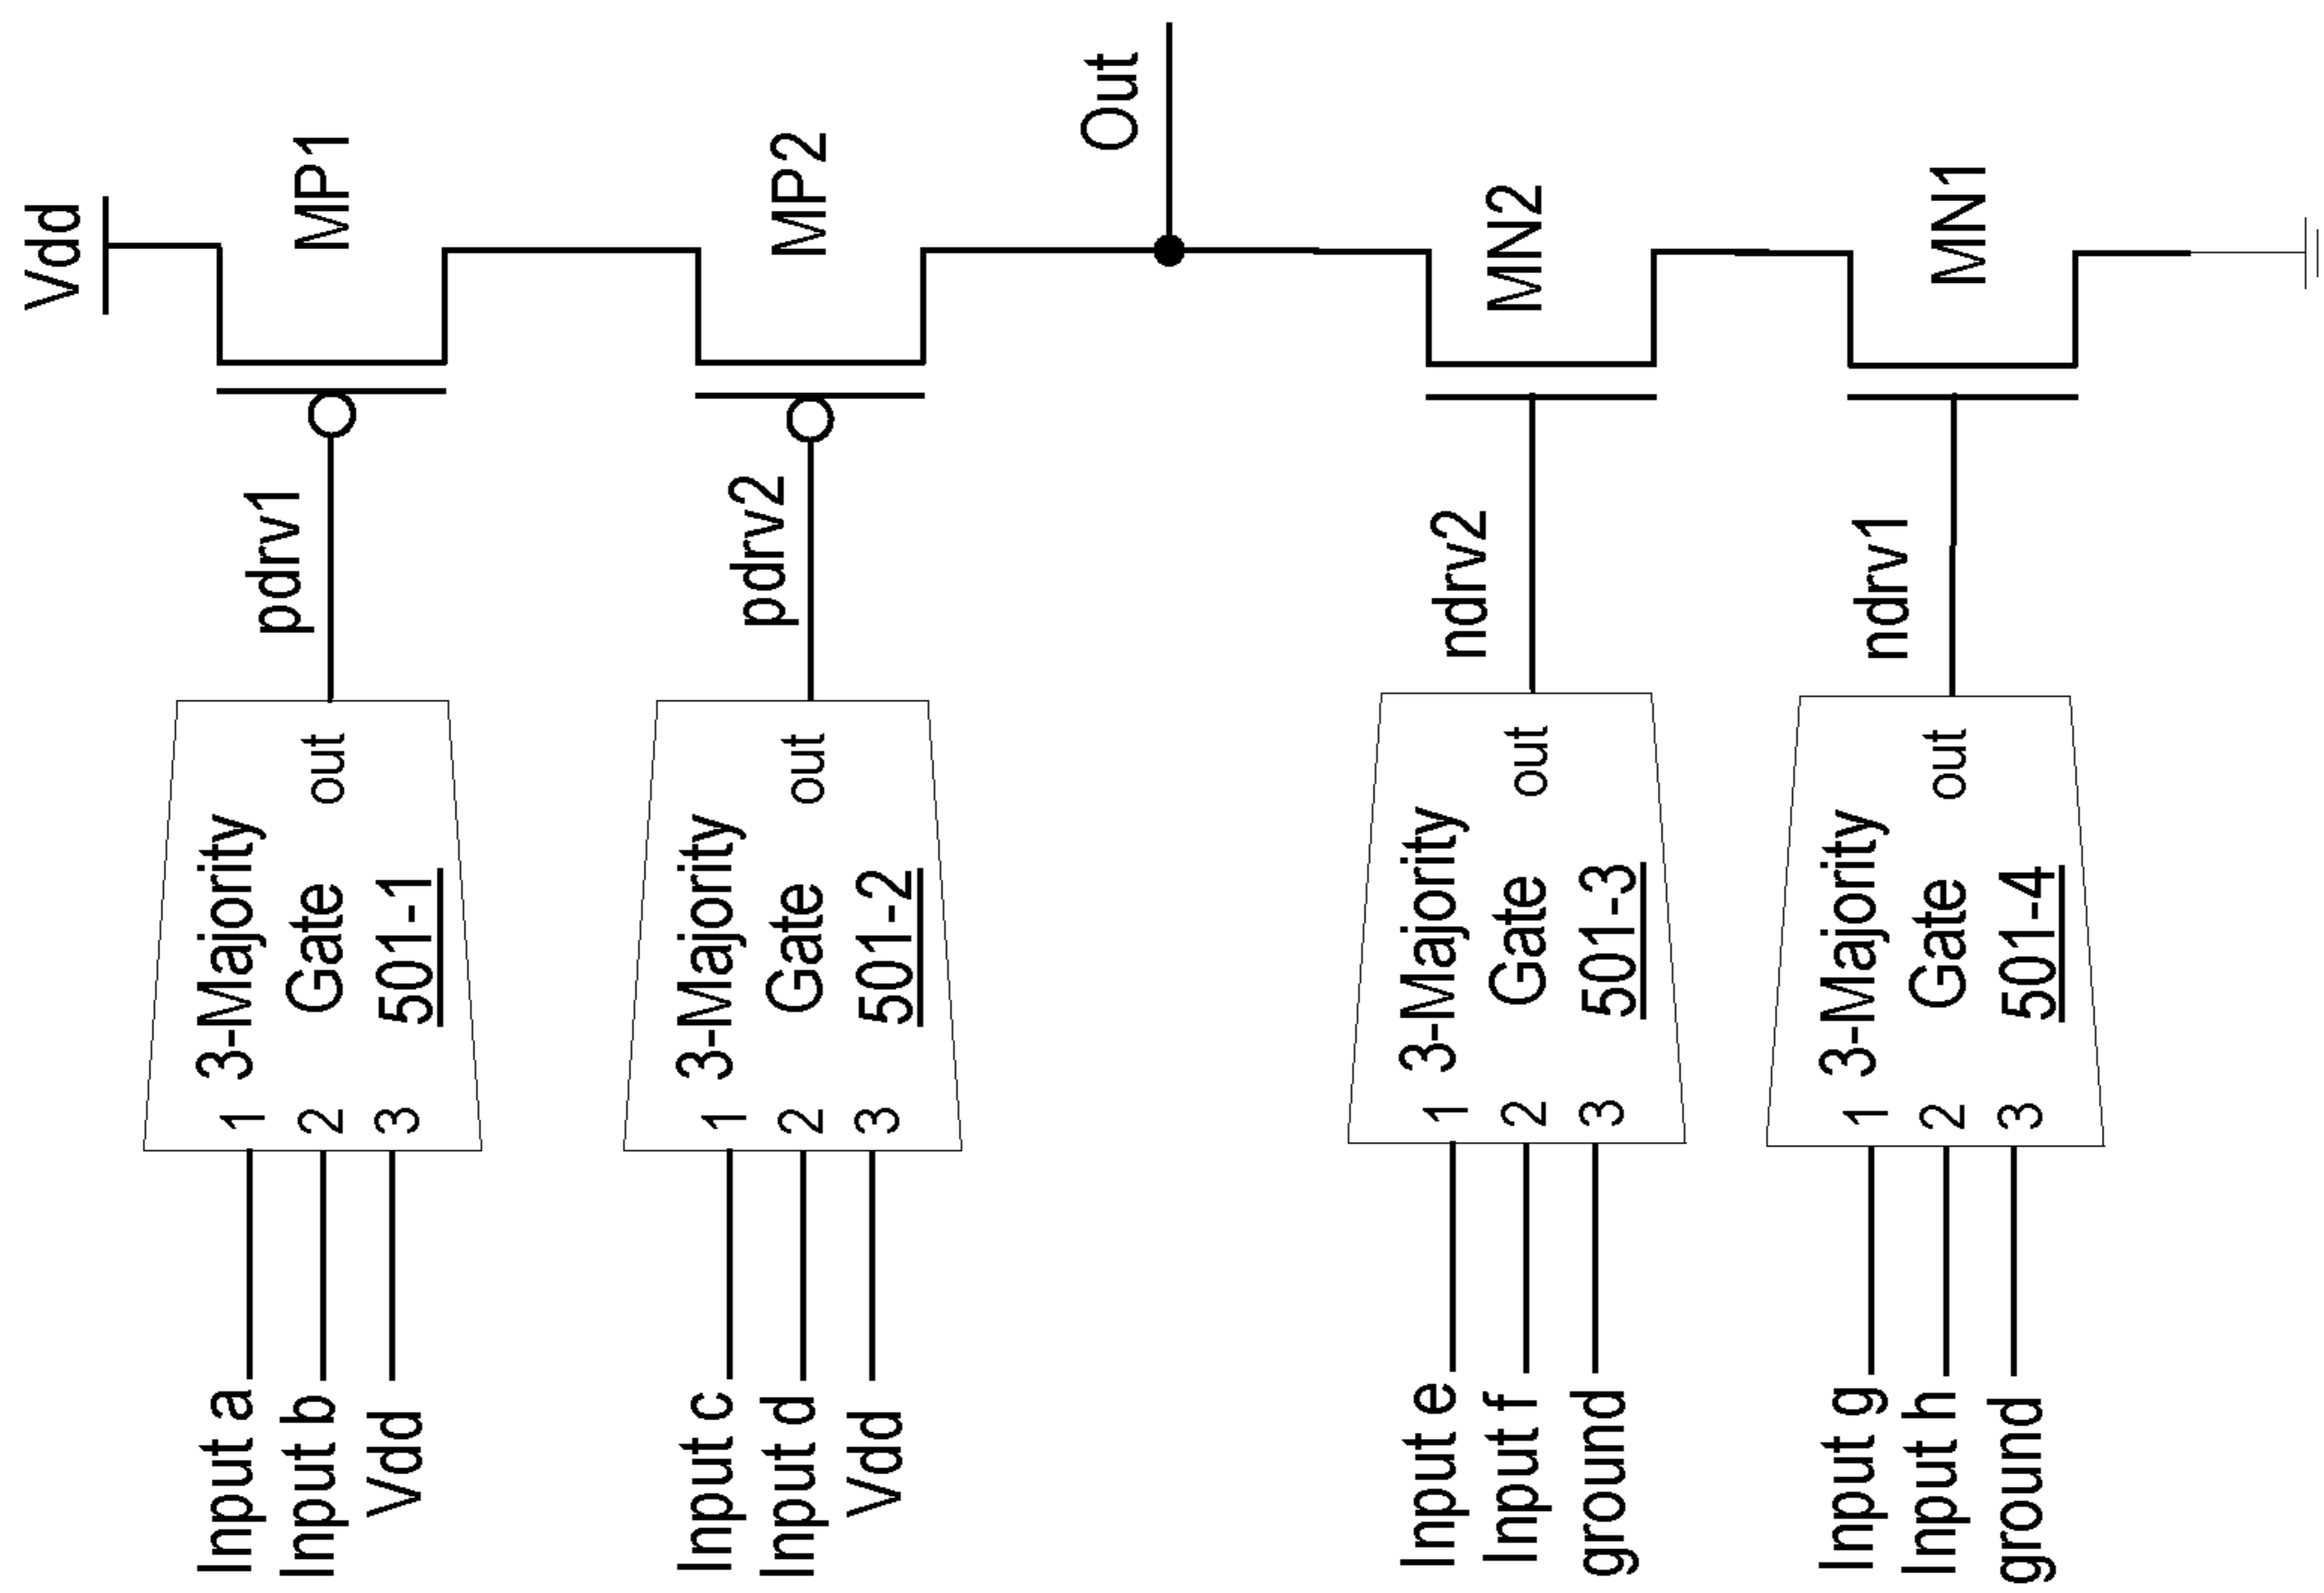 Vdd
MP1
MP2
Out
MN2
MN1
pdrv1
pdrv2
ndrv2
ndrv1
3-Majority
Gate
501-1
1
2
3
out
3-Majority
Gate
501-2
1
2
3
out
3-Majority
Gate
501-3
1
2
3
out
3-Majority
Gate
501-4
1
2
3
out
Input a
Input b
Vdd
Input c
Input d
Vdd
Input e
Input f
ground
Input g
Input h
ground